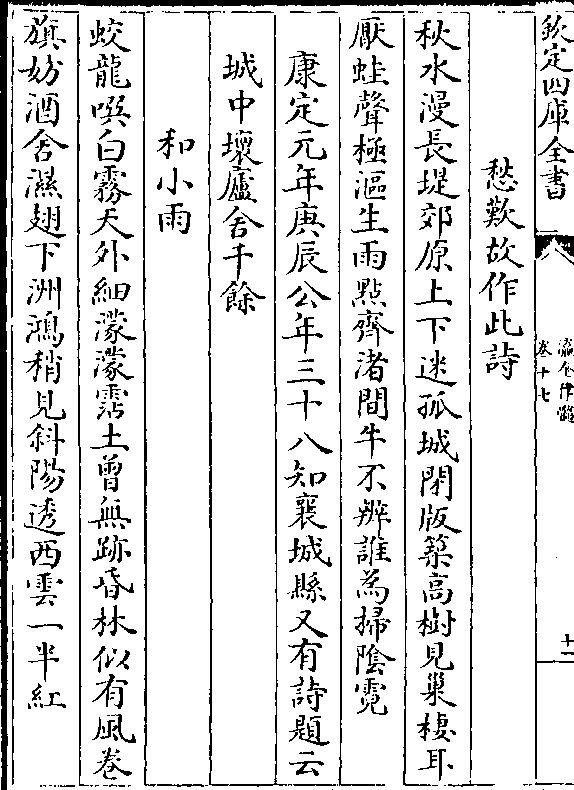 欽定四庫全書
卷十七
十二
愁歎故作此詩
秋水漫長堤郊原上下迷孤城閉版築高樹見巢棲耳
厭蛙聲極漚生雨點齊渚間牛不辨誰為掃陰霓
康定元年庚辰公年三十八知襄城縣又有詩題云
城中壞廬舍千餘
和小雨
蛟龍噀白霧天外細濛濛霑土曾無跡昏林似有風卷
旗妨酒舍濕翅下洲鴻稍見斜陽透西雲一半紅